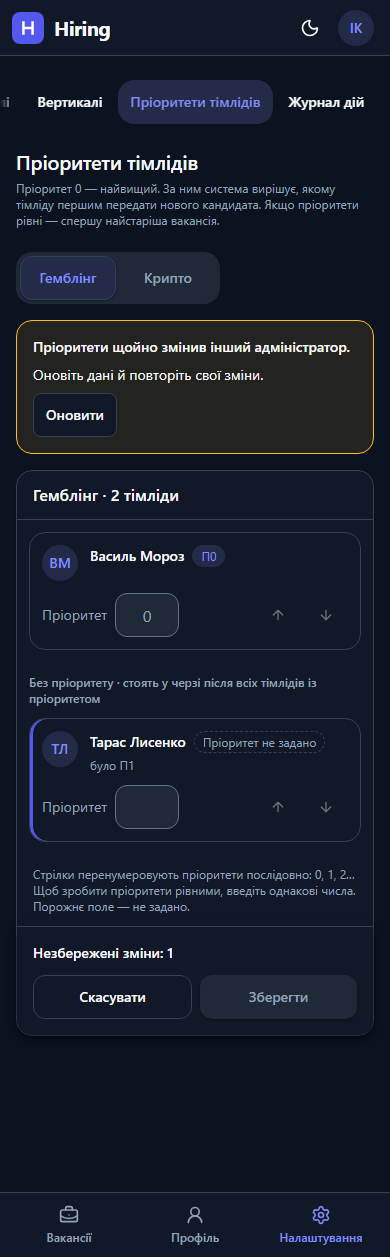 H Hiring
ІК
лі Вертикалі Пріоритети тімлідів Журнал дій
Пріоритети тімлідів
Пріоритет 0 — найвищий. За ним система вирішує, якому
тімліду першим передати нового кандидата. Якщо пріоритети
рівні — спершу найстаріша вакансія.
Гемблінг Крипто
Пріоритети щойно змінив інший адміністратор.
Оновіть дані й повторіть свої зміни.
Оновити
Гемблінг · 2 тімліди
ВМ Василь Мороз П0
Пріоритет 0
Без пріоритету · стоять у черзі після всіх тімлідів із
пріоритетом
ТЛ Тарас Лисенко Пріоритет не задано
було П1
Пріоритет
Стрілки перенумеровують пріоритети послідовно: 0, 1, 2…
Щоб зробити пріоритети рівними, введіть однакові числа.
Порожнє поле — не задано.
Незбережені зміни: 1
Скасувати Зберегти
Вакансії Профіль Налаштування